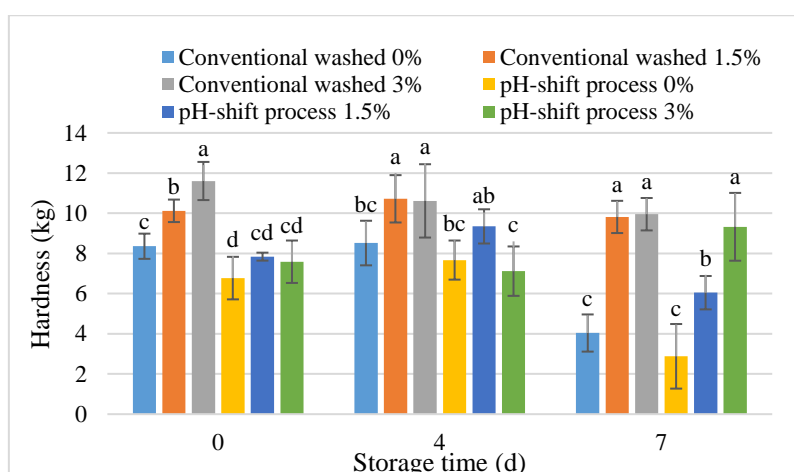 Conventional washed 0% Conventional washed 1.5%
Conventional washed 3% pH-shift process 0%
pH-shift process 1.5% pH-shift process 3%
Hardness (kg)
14
12
10
8
6
4
2
0
c b a d cd cd
bc a a bc ab c
c a a c b a
0 4 7
Storage time (d)